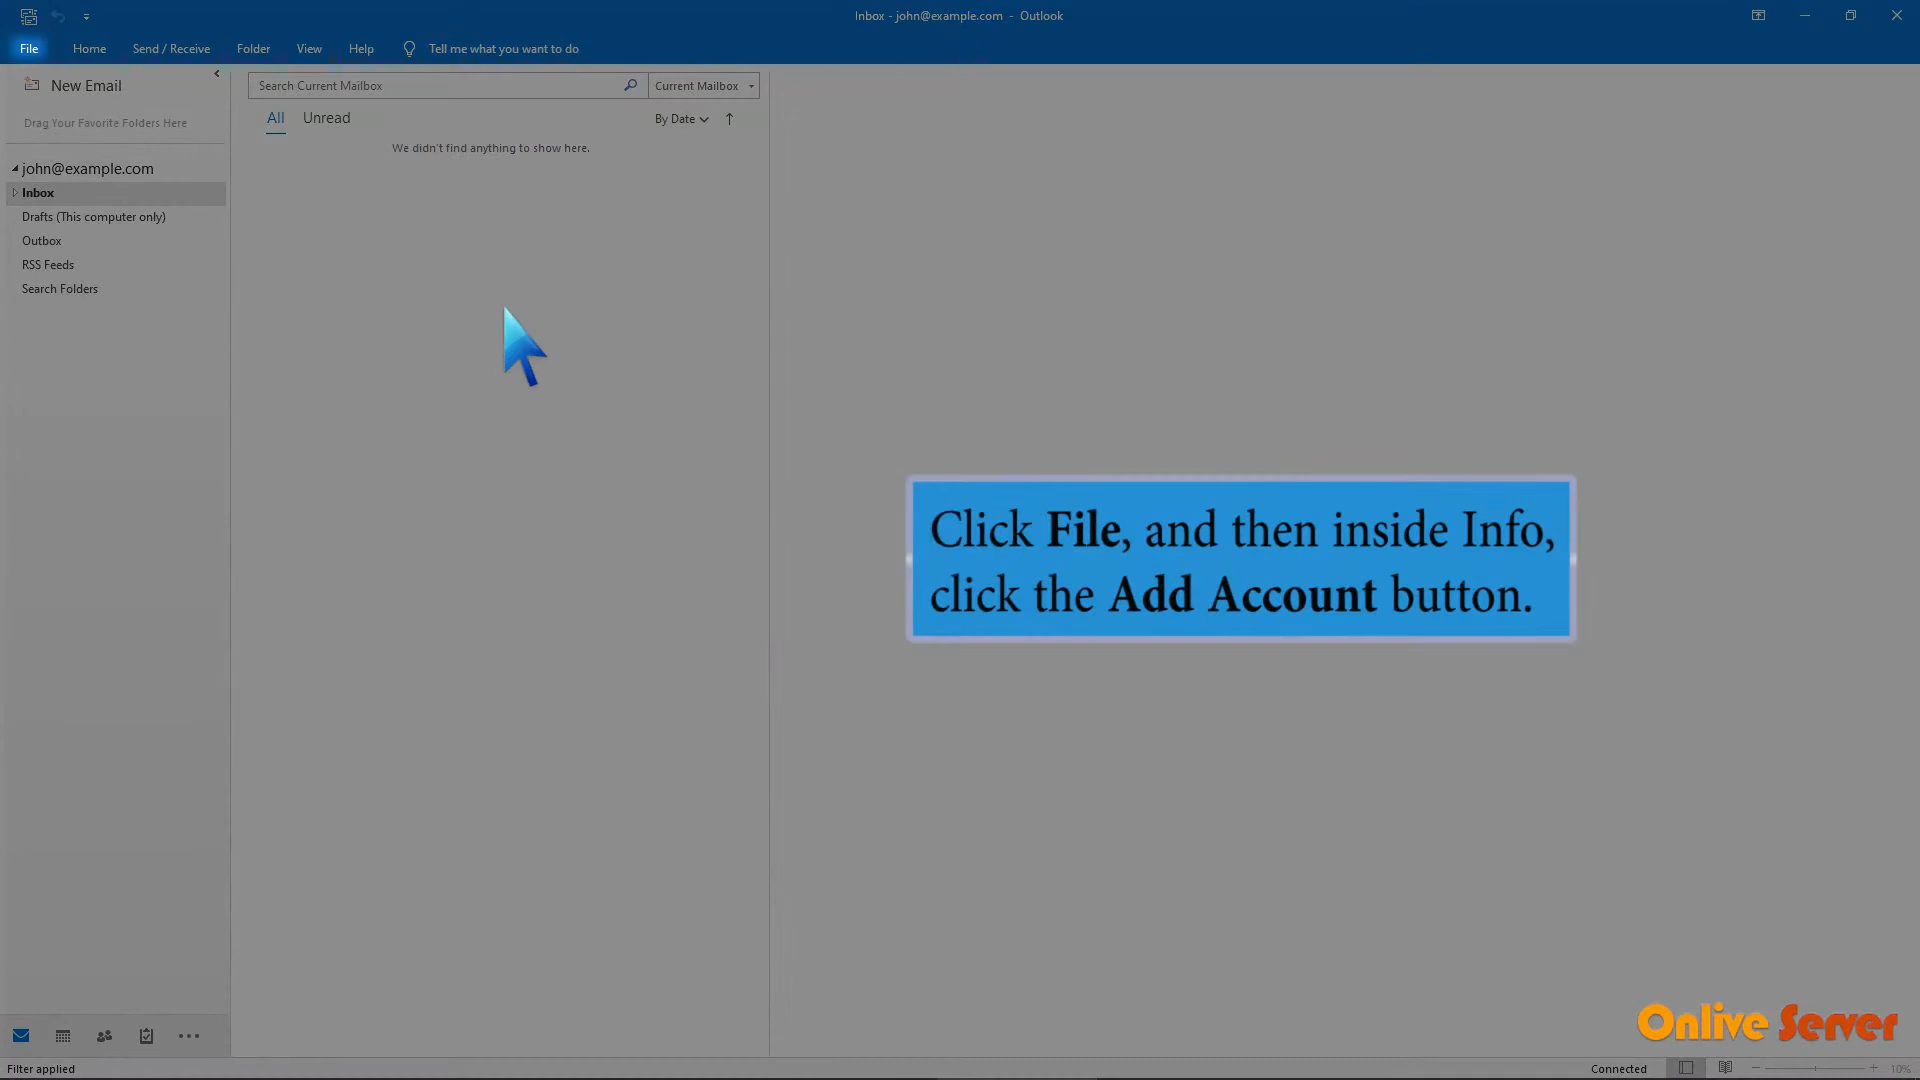 Inbox - john@example.com - Outlook
File Home Send / Receive Folder View Help Tell me what you want to do
New Email
Drag Your Favorite Folders Here
john@example.com
Inbox
Drafts (This computer only)
Outbox
RSS Feeds
Search Folders
Search Current Mailbox Current Mailbox
All Unread By Date
We didn't find anything to show here.
Click File, and then inside Info,
click the Add Account button.
Onlive Server
Filter applied Connected 10%